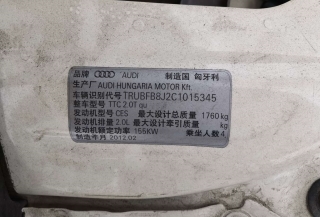 品牌 AUDI 制造国 匈牙利
生产厂 AUDI HUNGARIA MOTOR Kft.
车辆识别代号 TRUBFB8J2C1015345
整车型号 TTC 2.0T qu
发动机型号 CES 最大设计总质量 1760 kg
发动机排量 2.0L 最大设计牵引质量 kg
发动机额定功率 155KW 乘坐人数 4
制造年月 2012.02